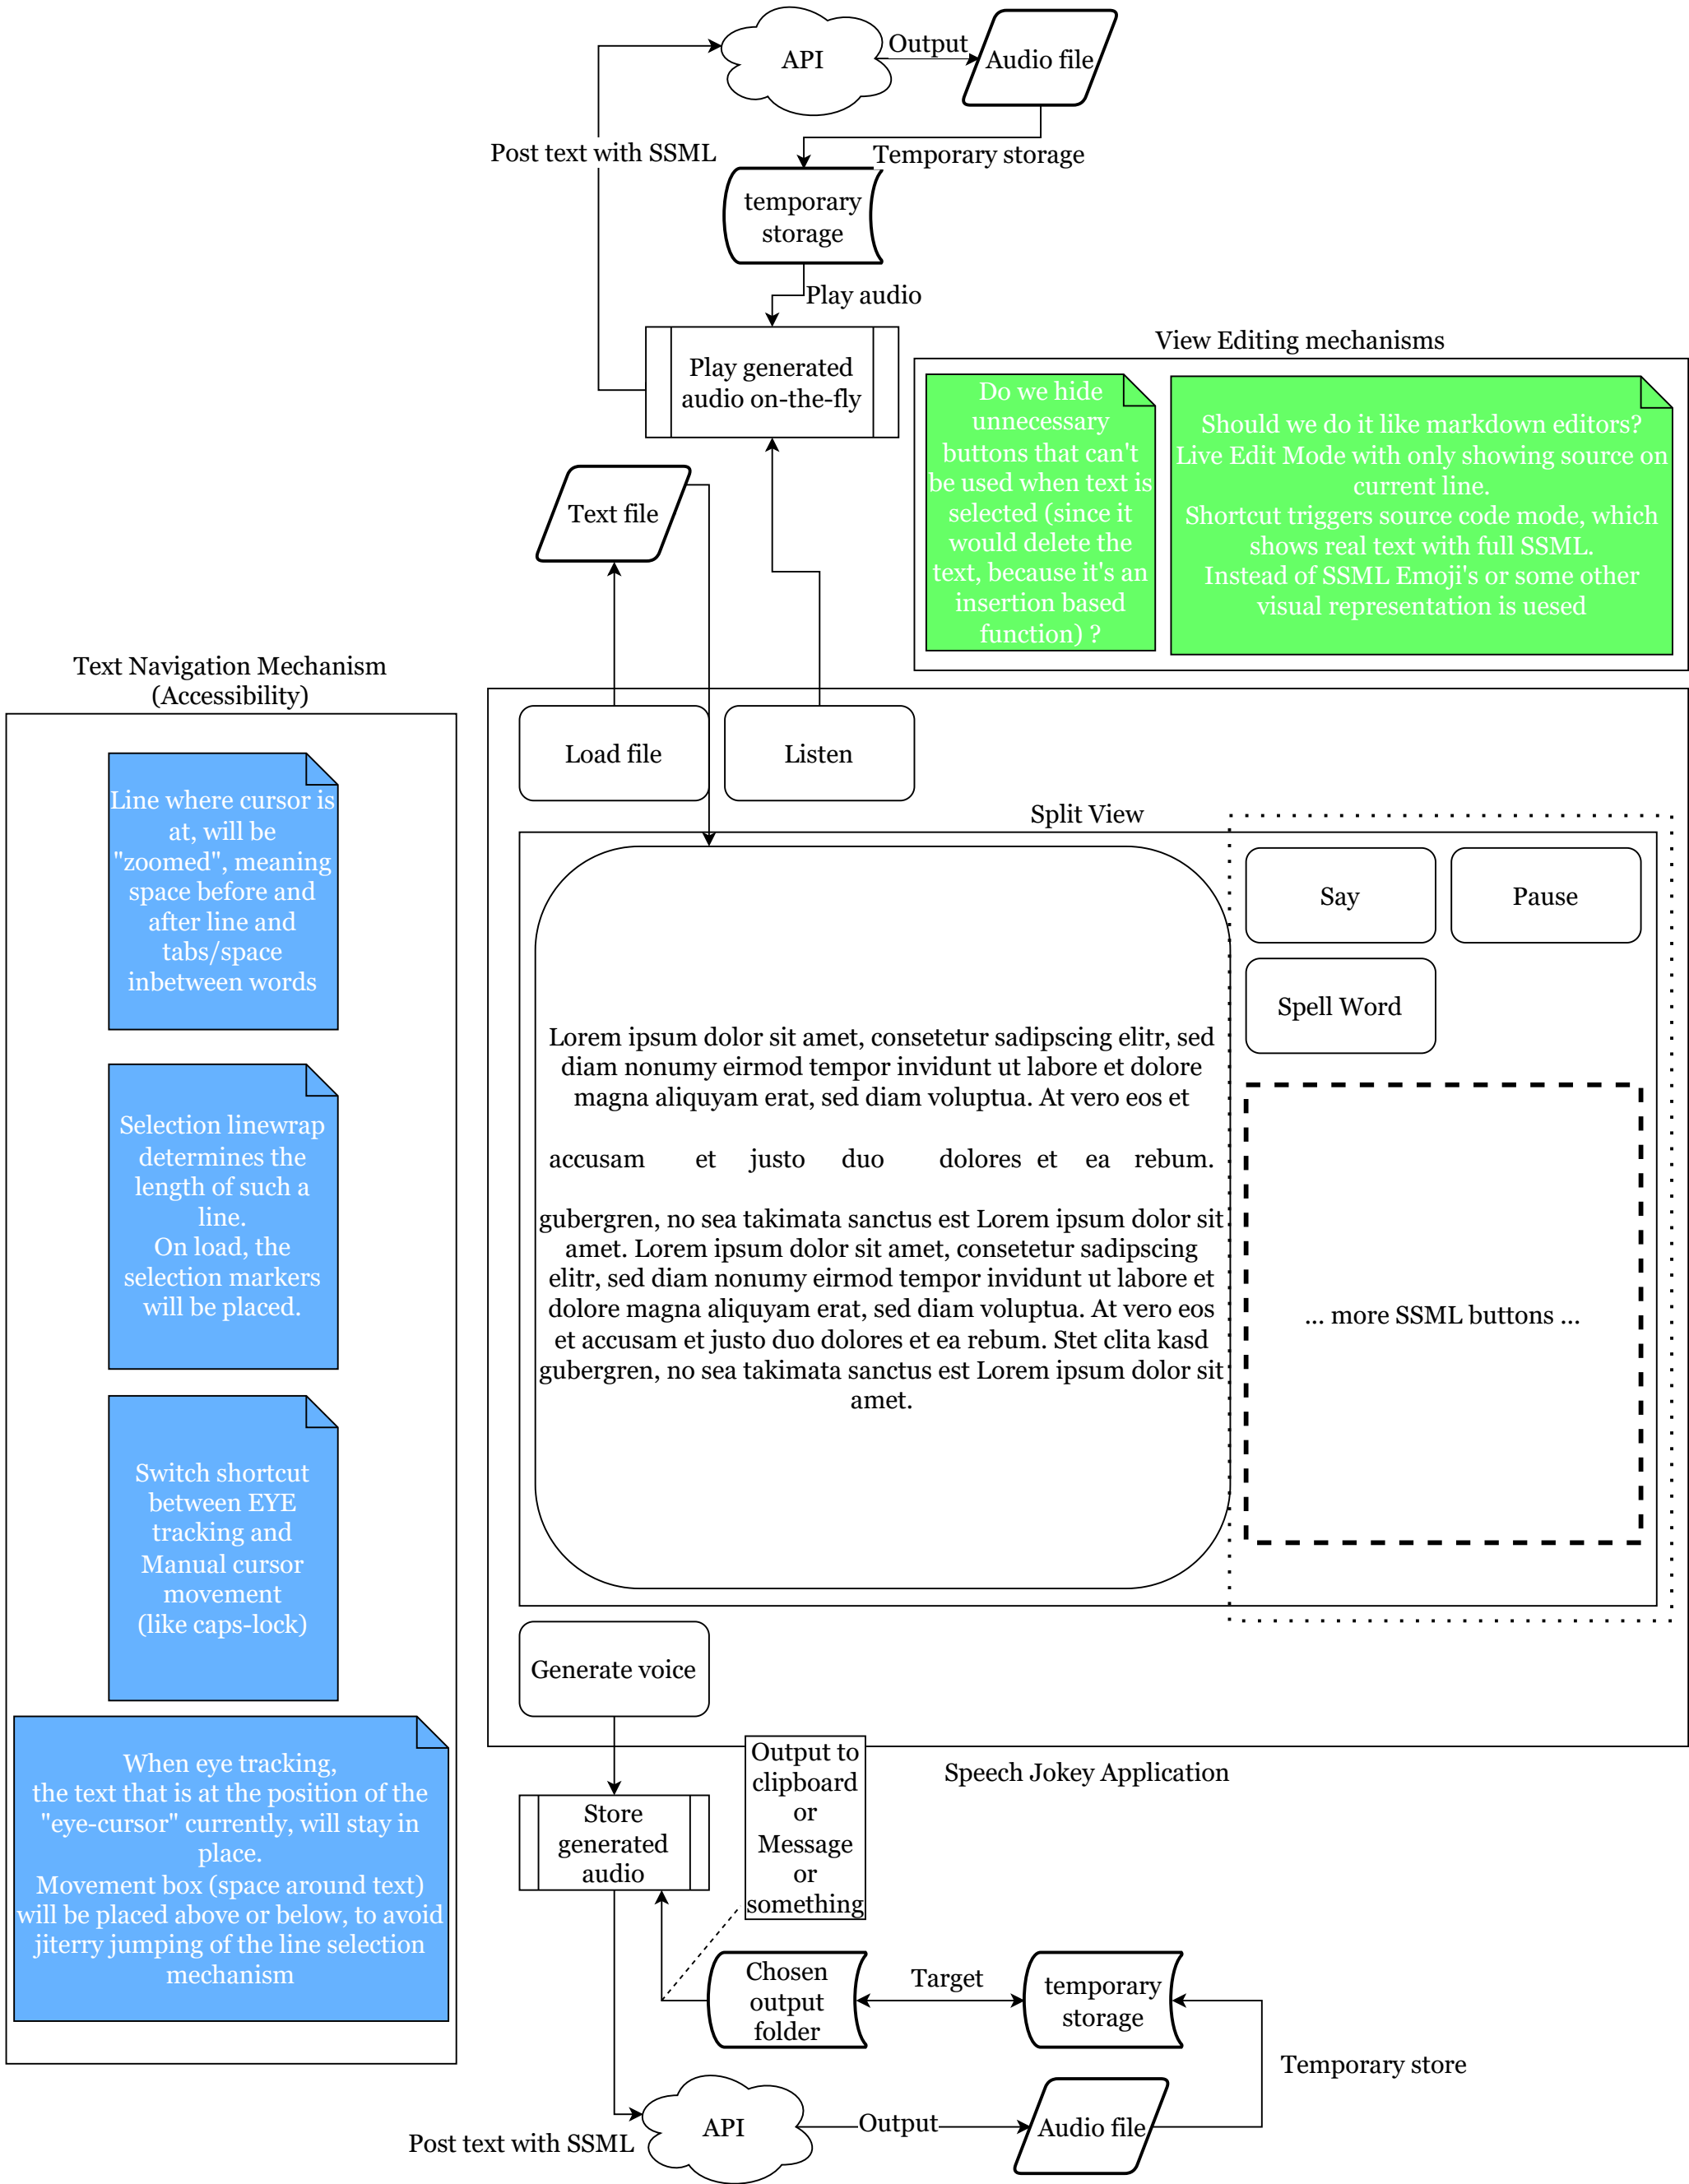 API
Output
Audio file
Post text with SSML
Temporary storage
temporary
storage
Play audio
Play generated
audio on-the-fly
View Editing mechanisms
Do we hide
unnecessary
buttons that can't
be used when text is
selected (since it
would delete the
text, because it's an
insertion based
function) ?
Should we do it like markdown editors?
Live Edit Mode with only showing source on
current line.
Shortcut triggers source code mode, which
shows real text with full SSML.
Instead of SSML Emoji's or some other
visual representation is uesed
Text file
Text Navigation Mechanism
(Accessibility)
Line where cursor is
at, will be
"zoomed", meaning
space before and
after line and
tabs/space
inbetween words
Selection linewrap
determines the
length of such a
line.
On load, the
selection markers
will be placed.
Switch shortcut
between EYE
tracking and
Manual cursor
movement
(like caps-lock)
When eye tracking,
the text that is at the position of the
"eye-cursor" currently, will stay in
place.
Movement box (space around text)
will be placed above or below, to avoid
jiterry jumping of the line selection
mechanism
Load file
Listen
Split View
Say
Pause
Spell Word
... more SSML buttons ...
Lorem ipsum dolor sit amet, consetetur sadipscing elitr, sed
diam nonumy eirmod tempor invidunt ut labore et dolore
magna aliquyam erat, sed diam voluptua. At vero eos et
accusam et justo duo dolores et ea rebum.
gubergren, no sea takimata sanctus est Lorem ipsum dolor sit
amet. Lorem ipsum dolor sit amet, consetetur sadipscing
elitr, sed diam nonumy eirmod tempor invidunt ut labore et
dolore magna aliquyam erat, sed diam voluptua. At vero eos
et accusam et justo duo dolores et ea rebum. Stet clita kasd
gubergren, no sea takimata sanctus est Lorem ipsum dolor sit
amet.
Generate voice
Speech Jokey Application
Store
generated
audio
Output to
clipboard
or
Message
or
something
Chosen
output
folder
Target
temporary
storage
Temporary store
Post text with SSML
API
Output
Audio file